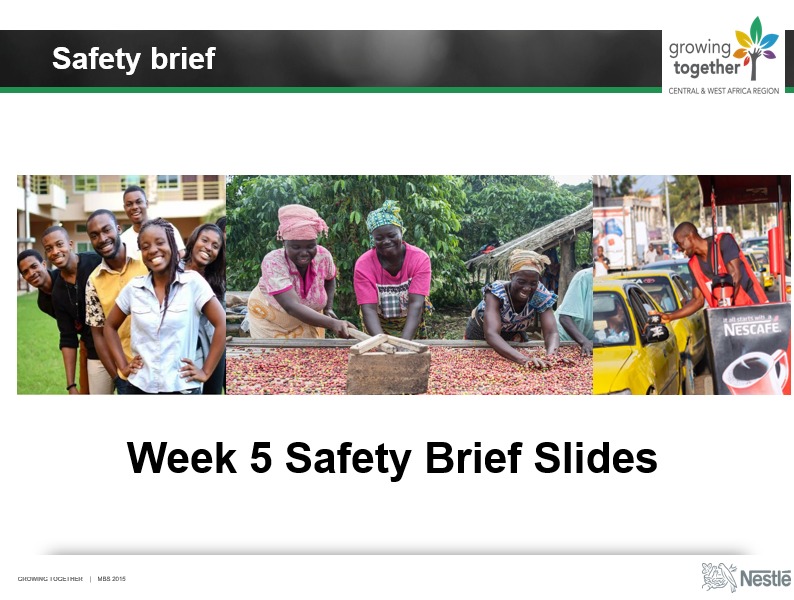 Safety brief
growing
together
CENTRAL & WEST AFRICA REGION
it all starts with a
NESCAFÉ
Week 5 Safety Brief Slides
GROWING TOGETHER | MBS 2015
Nestlé